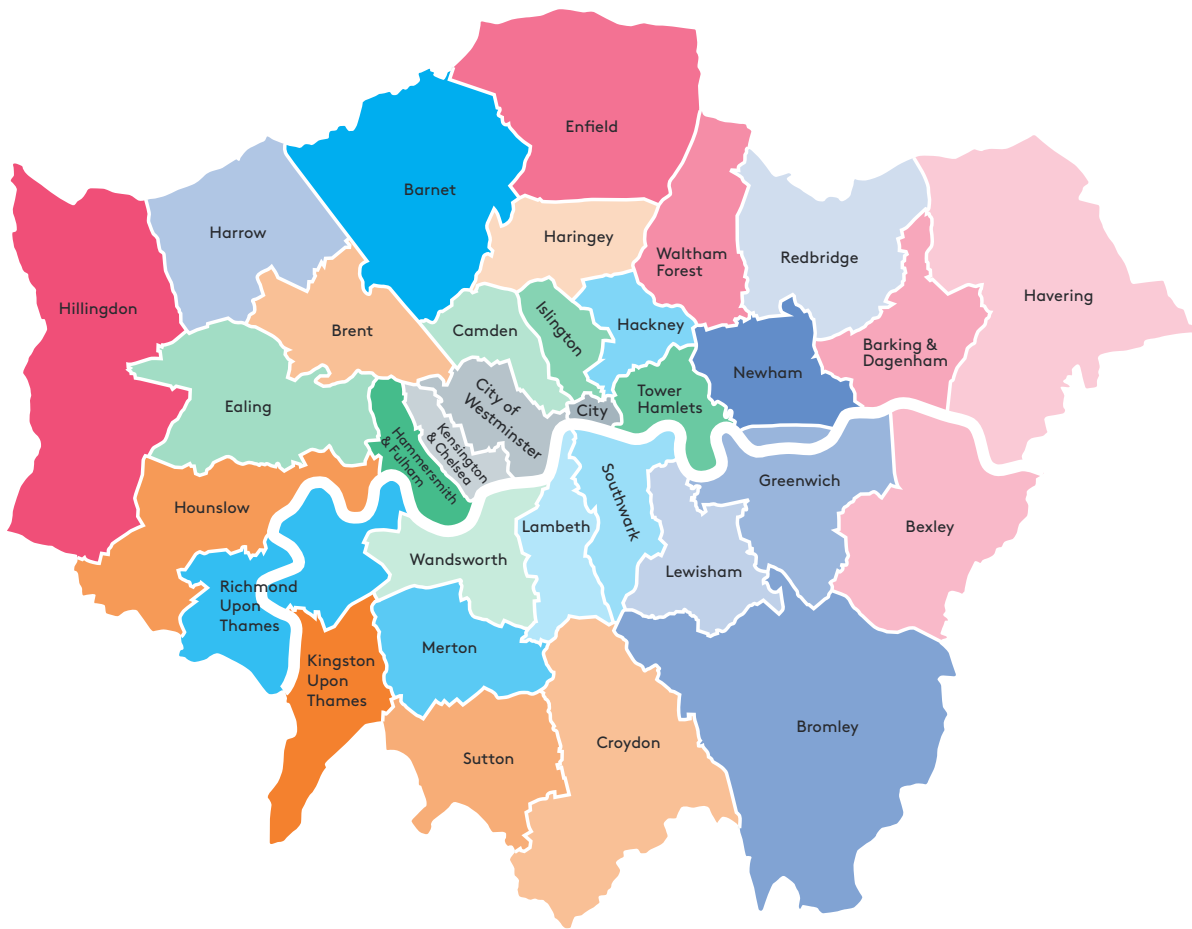 Enfield
Barnet
Harrow
Haringey
Waltham
Forest
Redbridge
Havering
Hillingdon
Brent
Camden
Islington
Hackney
Barking &
Dagenham
Newham
Ealing
Tower
Hamlets
City of
Westminster
City
Kensington
& Chelsea
Hammersmith
& Fulham
Hounslow
Greenwich
Southwark
Lambeth
Bexley
Wandsworth
Lewisham
Richmond
Upon
Thames
Merton
Kingston
Upon
Thames
Bromley
Croydon
Sutton